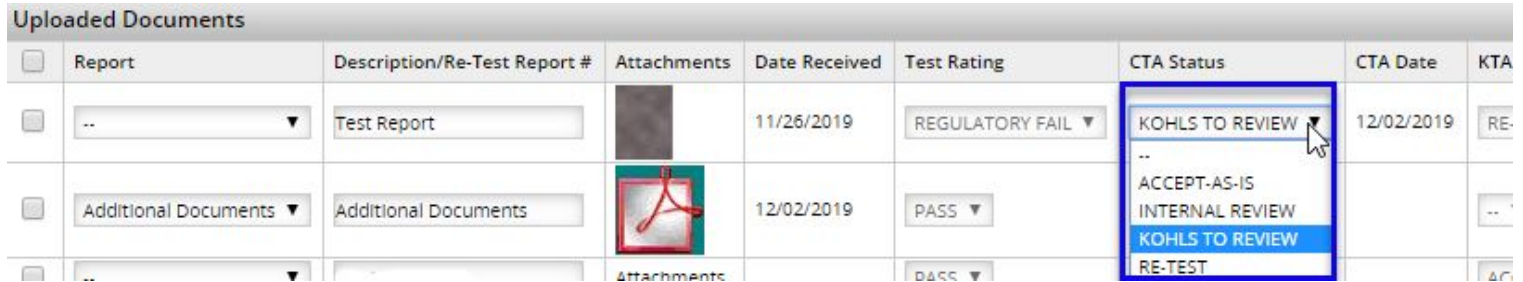 Uploaded Documents
Report Description/Re-Test Report # Attachments Date Received Test Rating CTA Status CTA Date KTA
-- Test Report 11/26/2019 REGULATORY FAIL KOHLS TO REVIEW 12/02/2019 RE-
--
ACCEPT-AS-IS
INTERNAL REVIEW
KOHLS TO REVIEW
RE-TEST
Additional Documents Additional Documents 12/02/2019 PASS --
-- Attachments PASS ACC